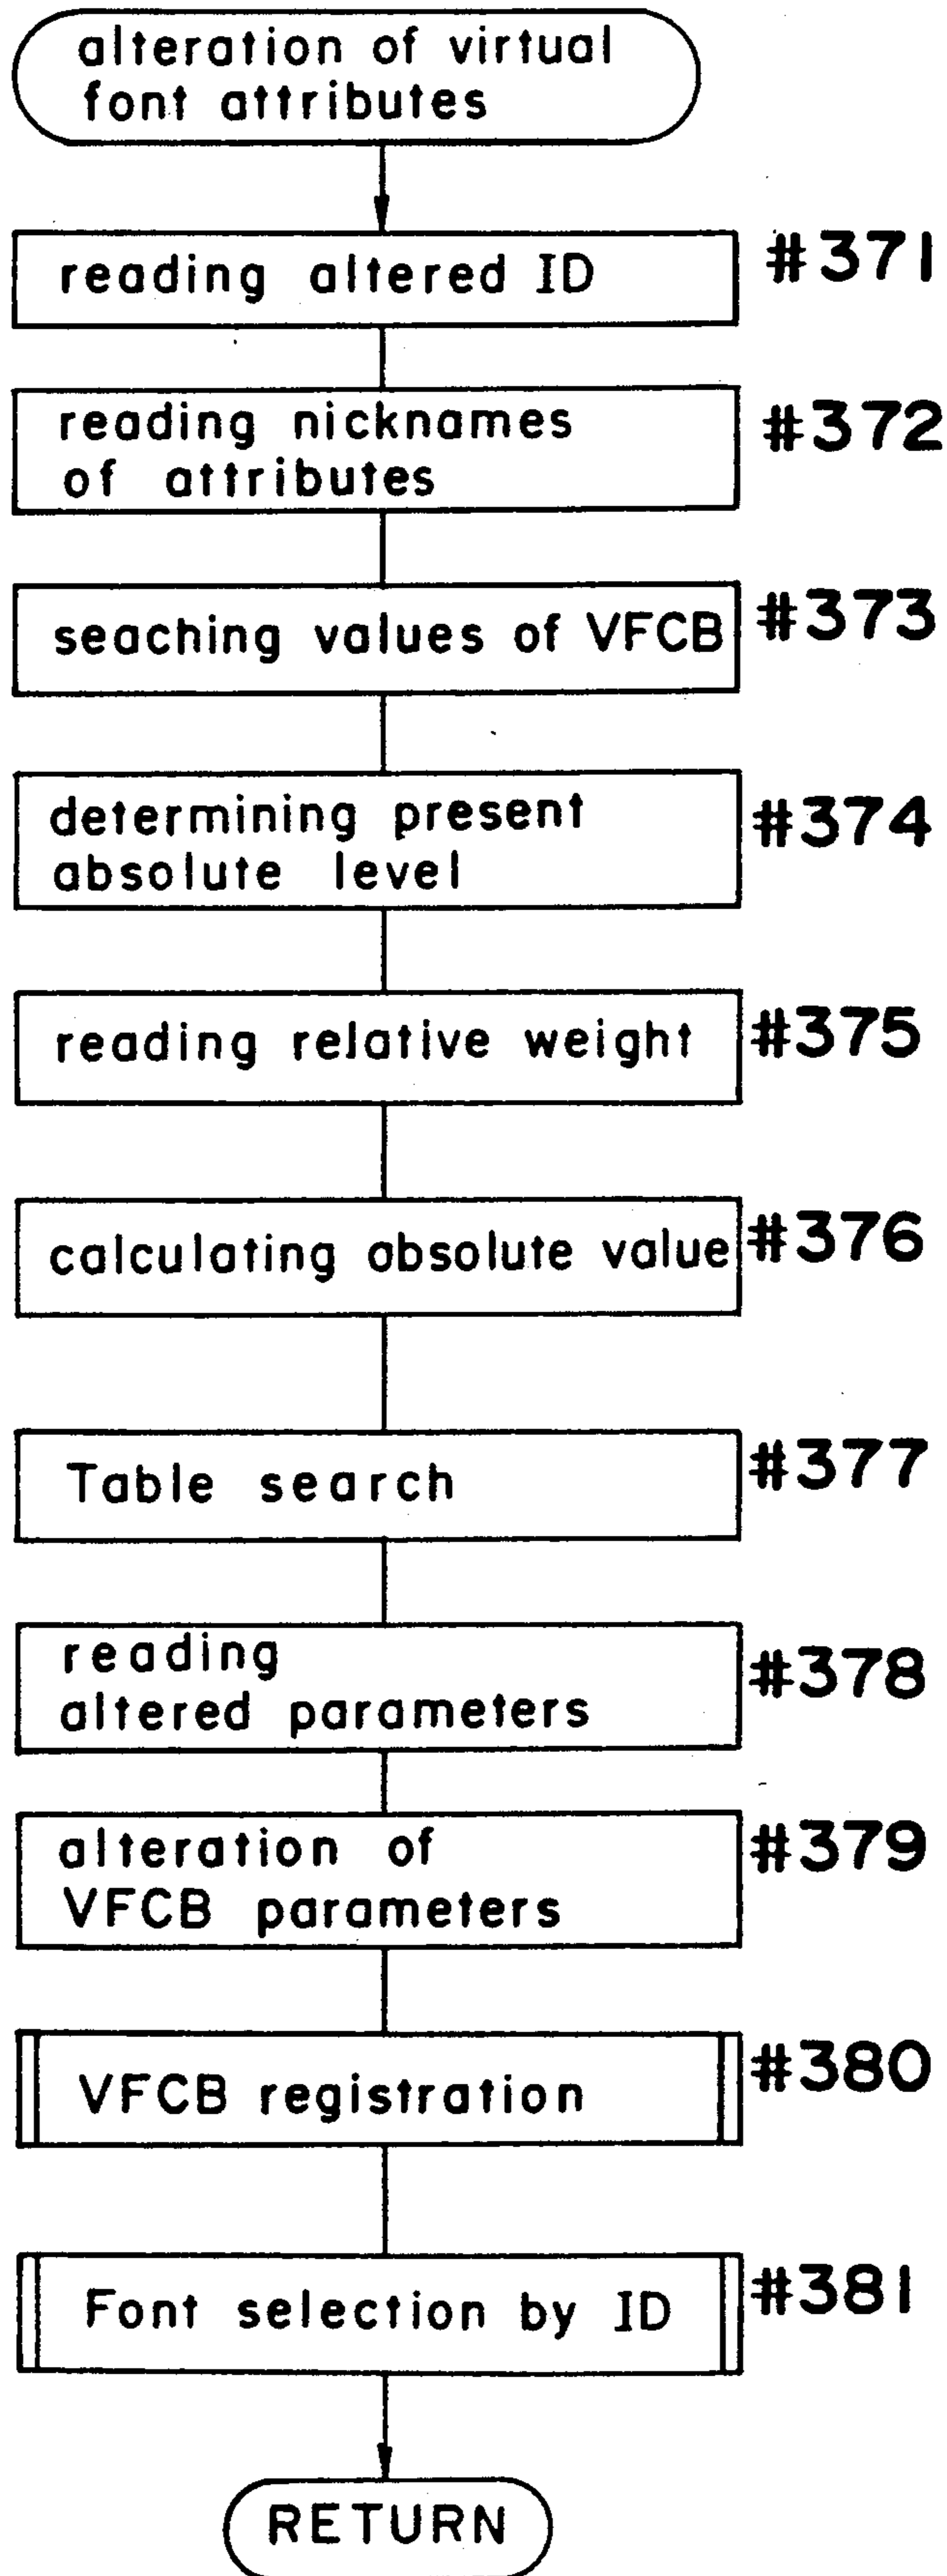 alteration of virtual
font attributes
reading altered ID #371
reading nicknames #372
of attributes
seaching values of VFCB #373
determining present #374
absolute level
reading relative weight #375
calculating absolute value #376
Table search #377
reading #378
altered parameters
alteration of #379
VFCB parameters
VFCB registration #380
Font selection by ID #381
RETURN